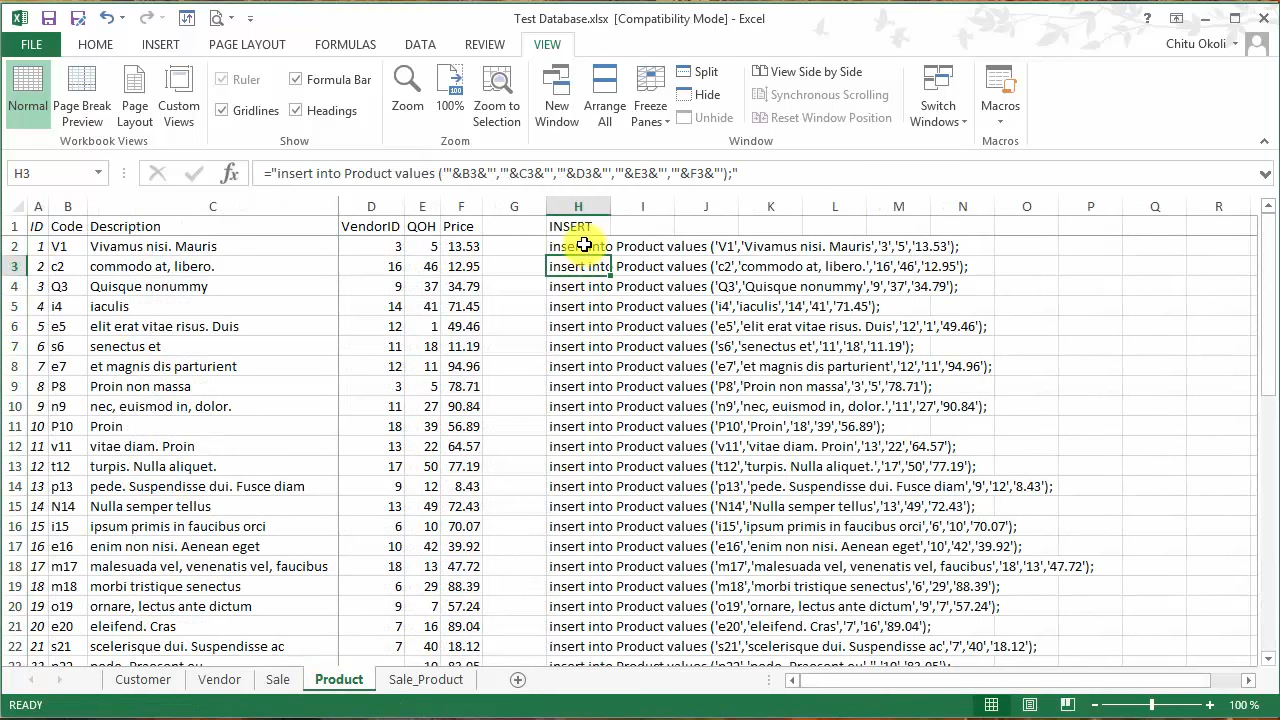 Test Database.xlsx [Compatibility Mode] - Excel
FILE HOME INSERT PAGE LAYOUT FORMULAS DATA REVIEW VIEW Chitu Okoli
Normal Page Break Preview Page Layout Custom Views
Ruler Formula Bar
Gridlines Headings
Zoom 100% Zoom to Selection
New Window Arrange All Freeze Panes
Split
Hide
Unhide
View Side by Side
Synchronous Scrolling
Reset Window Position
Switch Windows Macros
Workbook Views Show Zoom Window Macros
H3 fx ="insert into Product values ('"&B3&"','"&C3&"','"&D3&"','"&E3&"','"&F3&"');"
A B C D E F G H I J K L M N O P Q R
1 ID Code Description VendorID QOH Price INSERT
2 1 V1 Vivamus nisi. Mauris 3 5 13.53 insert into Product values ('V1','Vivamus nisi. Mauris','3','5','13.53');
3 2 c2 commodo at, libero. 16 46 12.95 insert into Product values ('c2','commodo at, libero.','16','46','12.95');
4 3 Q3 Quisque nonummy 9 37 34.79 insert into Product values ('Q3','Quisque nonummy','9','37','34.79');
5 4 i4 iaculis 14 41 71.45 insert into Product values ('i4','iaculis','14','41','71.45');
6 5 e5 elit erat vitae risus. Duis 12 1 49.46 insert into Product values ('e5','elit erat vitae risus. Duis','12','1','49.46');
7 6 s6 senectus et 11 18 11.19 insert into Product values ('s6','senectus et','11','18','11.19');
8 7 e7 et magnis dis parturient 12 11 94.96 insert into Product values ('e7','et magnis dis parturient','12','11','94.96');
9 8 P8 Proin non massa 3 5 78.71 insert into Product values ('P8','Proin non massa','3','5','78.71');
10 9 n9 nec, euismod in, dolor. 11 27 90.84 insert into Product values ('n9','nec, euismod in, dolor.','11','27','90.84');
11 10 P10 Proin 18 39 56.89 insert into Product values ('P10','Proin','18','39','56.89');
12 11 v11 vitae diam. Proin 13 22 64.57 insert into Product values ('v11','vitae diam. Proin','13','22','64.57');
13 12 t12 turpis. Nulla aliquet. 17 50 77.19 insert into Product values ('t12','turpis. Nulla aliquet.','17','50','77.19');
14 13 p13 pede. Suspendisse dui. Fusce diam 9 12 8.43 insert into Product values ('p13','pede. Suspendisse dui. Fusce diam','9','12','8.43');
15 14 N14 Nulla semper tellus 13 49 72.43 insert into Product values ('N14','Nulla semper tellus','13','49','72.43');
16 15 i15 ipsum primis in faucibus orci 6 10 70.07 insert into Product values ('i15','ipsum primis in faucibus orci','6','10','70.07');
17 16 e16 enim non nisi. Aenean eget 10 42 39.92 insert into Product values ('e16','enim non nisi. Aenean eget','10','42','39.92');
18 17 m17 malesuada vel, venenatis vel, faucibus 18 13 47.72 insert into Product values ('m17','malesuada vel, venenatis vel, faucibus','18','13','47.72');
19 18 m18 morbi tristique senectus 6 29 88.39 insert into Product values ('m18','morbi tristique senectus','6','29','88.39');
20 19 o19 ornare, lectus ante dictum 9 7 57.24 insert into Product values ('o19','ornare, lectus ante dictum','9','7','57.24');
21 20 e20 eleifend. Cras 7 16 89.04 insert into Product values ('e20','eleifend. Cras','7','16','89.04');
22 21 s21 scelerisque dui. Suspendisse ac 7 40 18.12 insert into Product values ('s21','scelerisque dui. Suspendisse ac','7','40','18.12');
Customer Vendor Sale Product Sale_Product
READY 100 %